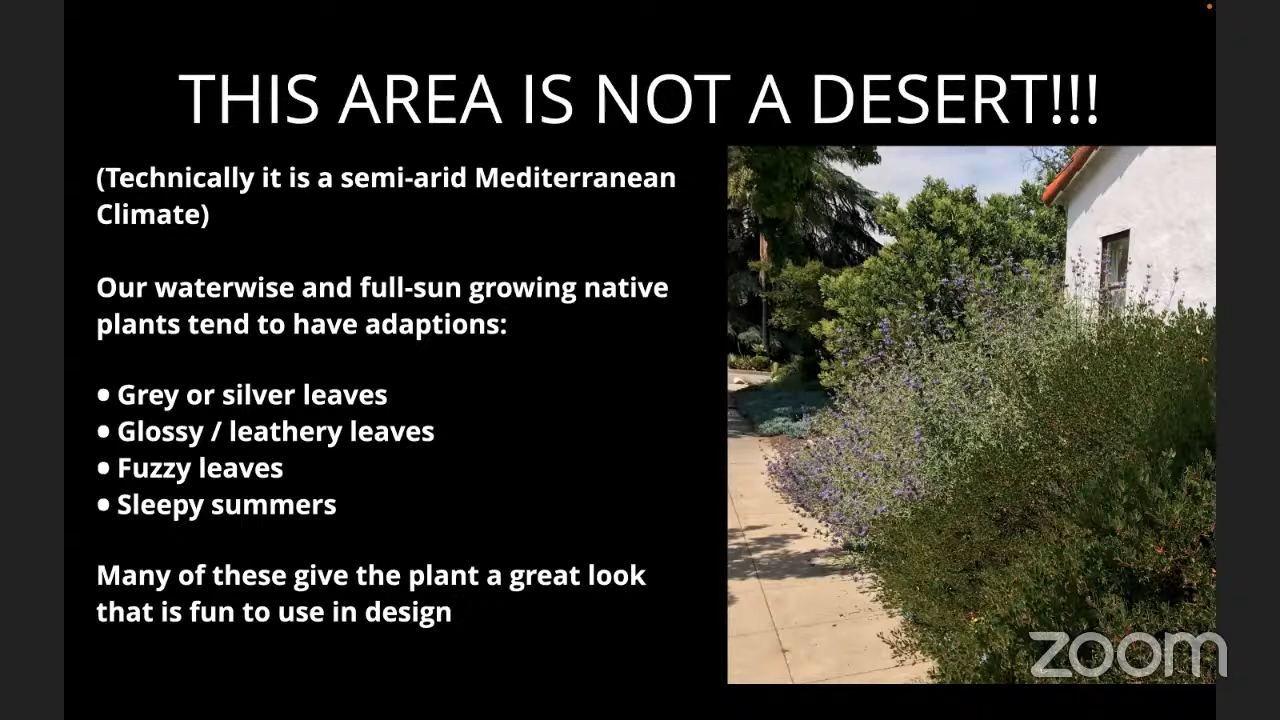 THIS AREA IS NOT A DESERT!!!
(Technically it is a semi-arid Mediterranean
Climate)
Our waterwise and full-sun growing native
plants tend to have adaptions:
• Grey or silver leaves
• Glossy / leathery leaves
• Fuzzy leaves
• Sleepy summers
Many of these give the plant a great look
that is fun to use in design
zoom